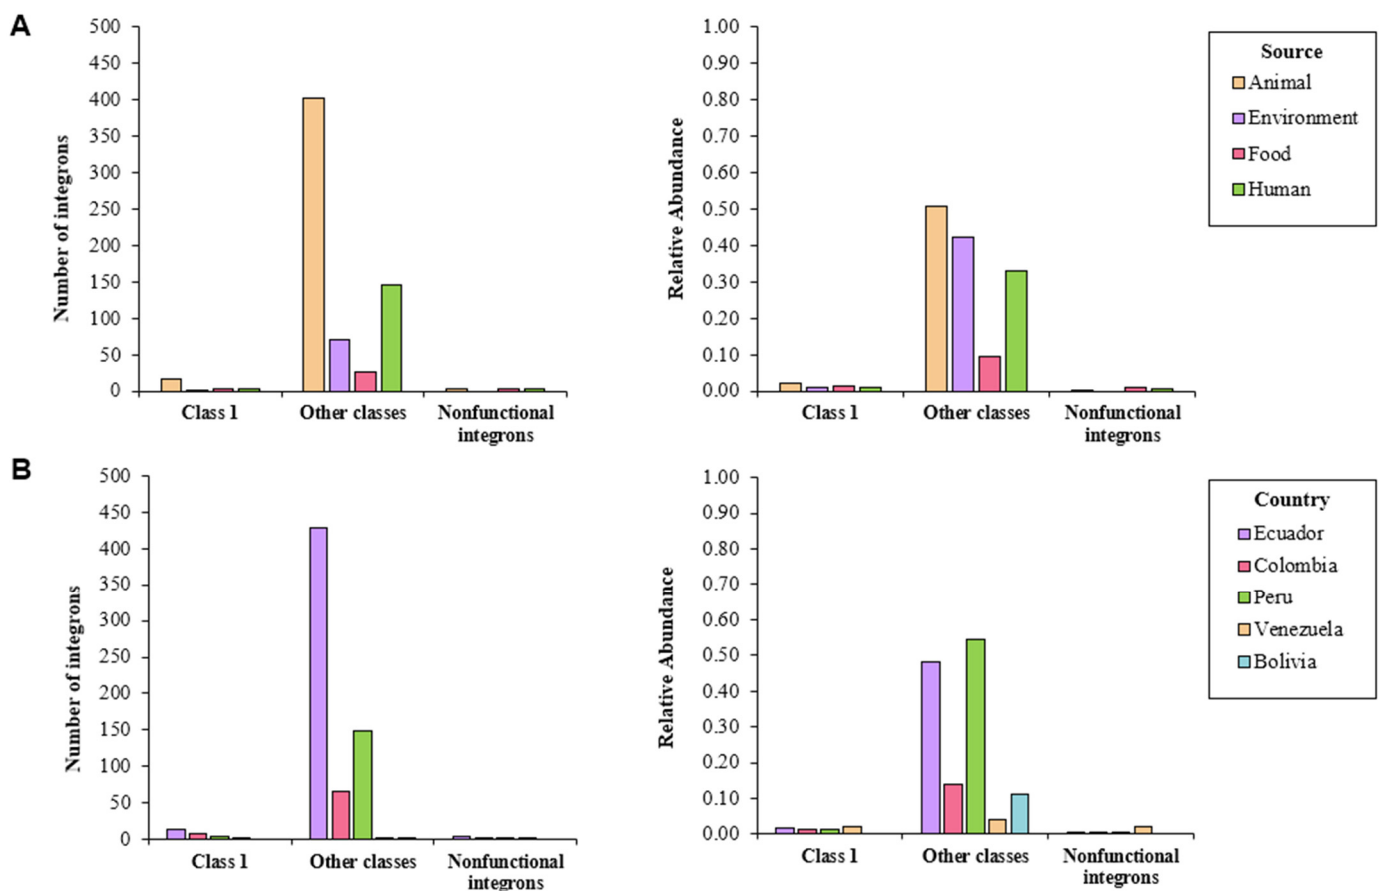 A
500
450
400
350
300
250
200
150
100
50
0
Number of integrons
Class 1
Other classes
Nonfunctional
integrons
1.00
0.90
0.80
0.70
0.60
0.50
0.40
0.30
0.20
0.10
0.00
Relative Abundance
Class 1
Other classes
Nonfunctional
integrons
Source
Animal
Environment
Food
Human
B
500
450
400
350
300
250
200
150
100
50
0
Number of integrons
Class 1
Other classes
Nonfunctional
integrons
1.00
0.90
0.80
0.70
0.60
0.50
0.40
0.30
0.20
0.10
0.00
Relative Abundance
Class 1
Other classes
Nonfunctional
integrons
Country
Ecuador
Colombia
Peru
Venezuela
Bolivia